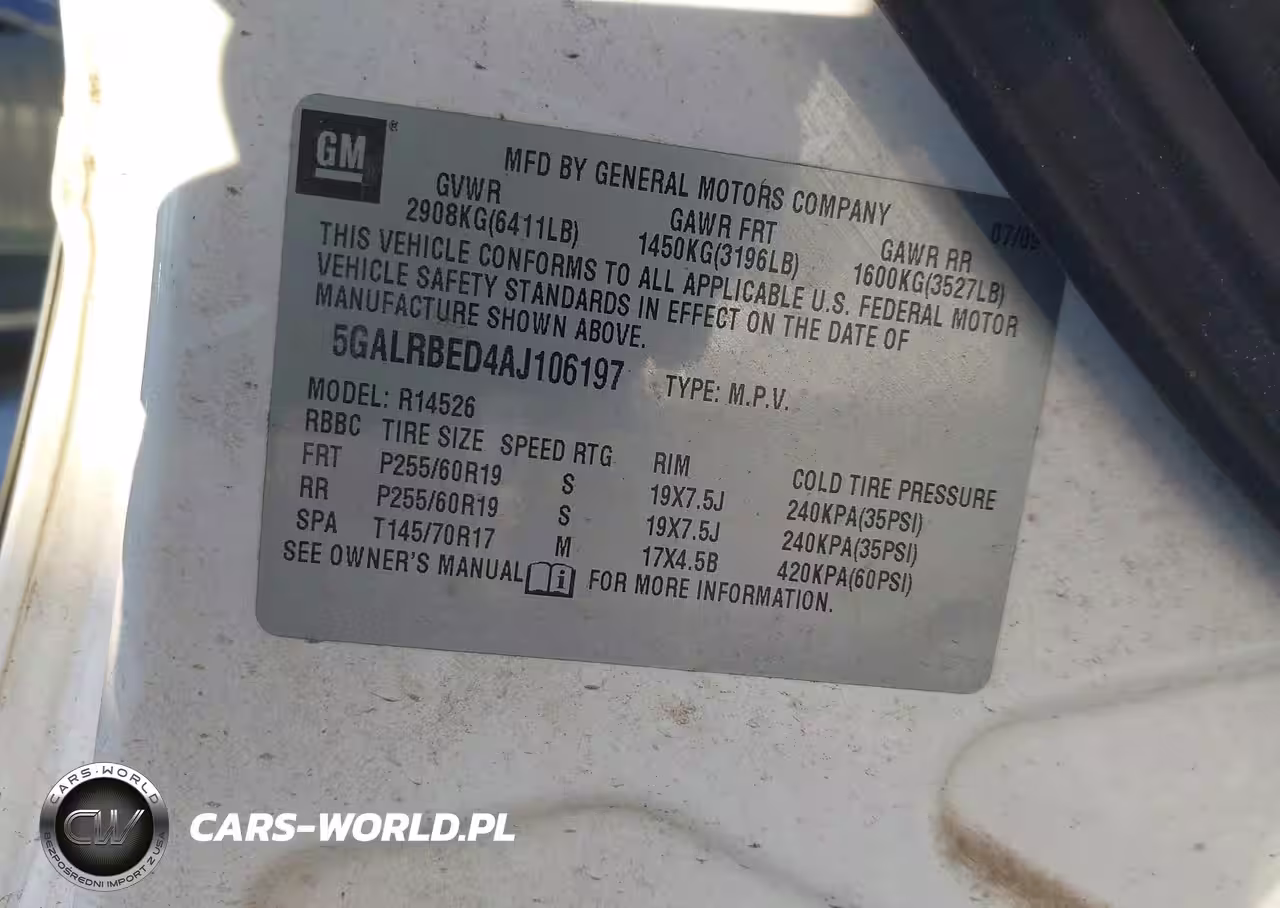 GM ®
MFD BY GENERAL MOTORS COMPANY
GVWR GAWR FRT GAWR RR
2908KG(6411LB) 1450KG(3196LB) 1600KG(3527LB)
THIS VEHICLE CONFORMS TO ALL APPLICABLE U.S. FEDERAL MOTOR
VEHICLE SAFETY STANDARDS IN EFFECT ON THE DATE OF
MANUFACTURE SHOWN ABOVE.
5GALRBED4AJ106197 TYPE: M.P.V.
MODEL: R14526
RBBC TIRE SIZE SPEED RTG RIM COLD TIRE PRESSURE
FRT P255/60R19 S 19X7.5J 240KPA(35PSI)
RR P255/60R19 S 19X7.5J 240KPA(35PSI)
SPA T145/70R17 M 17X4.5B 420KPA(60PSI)
SEE OWNER'S MANUAL i FOR MORE INFORMATION.
CARS-WORLD
CW
BEZPOŚREDNI IMPORT Z USA
CARS-WORLD.PL